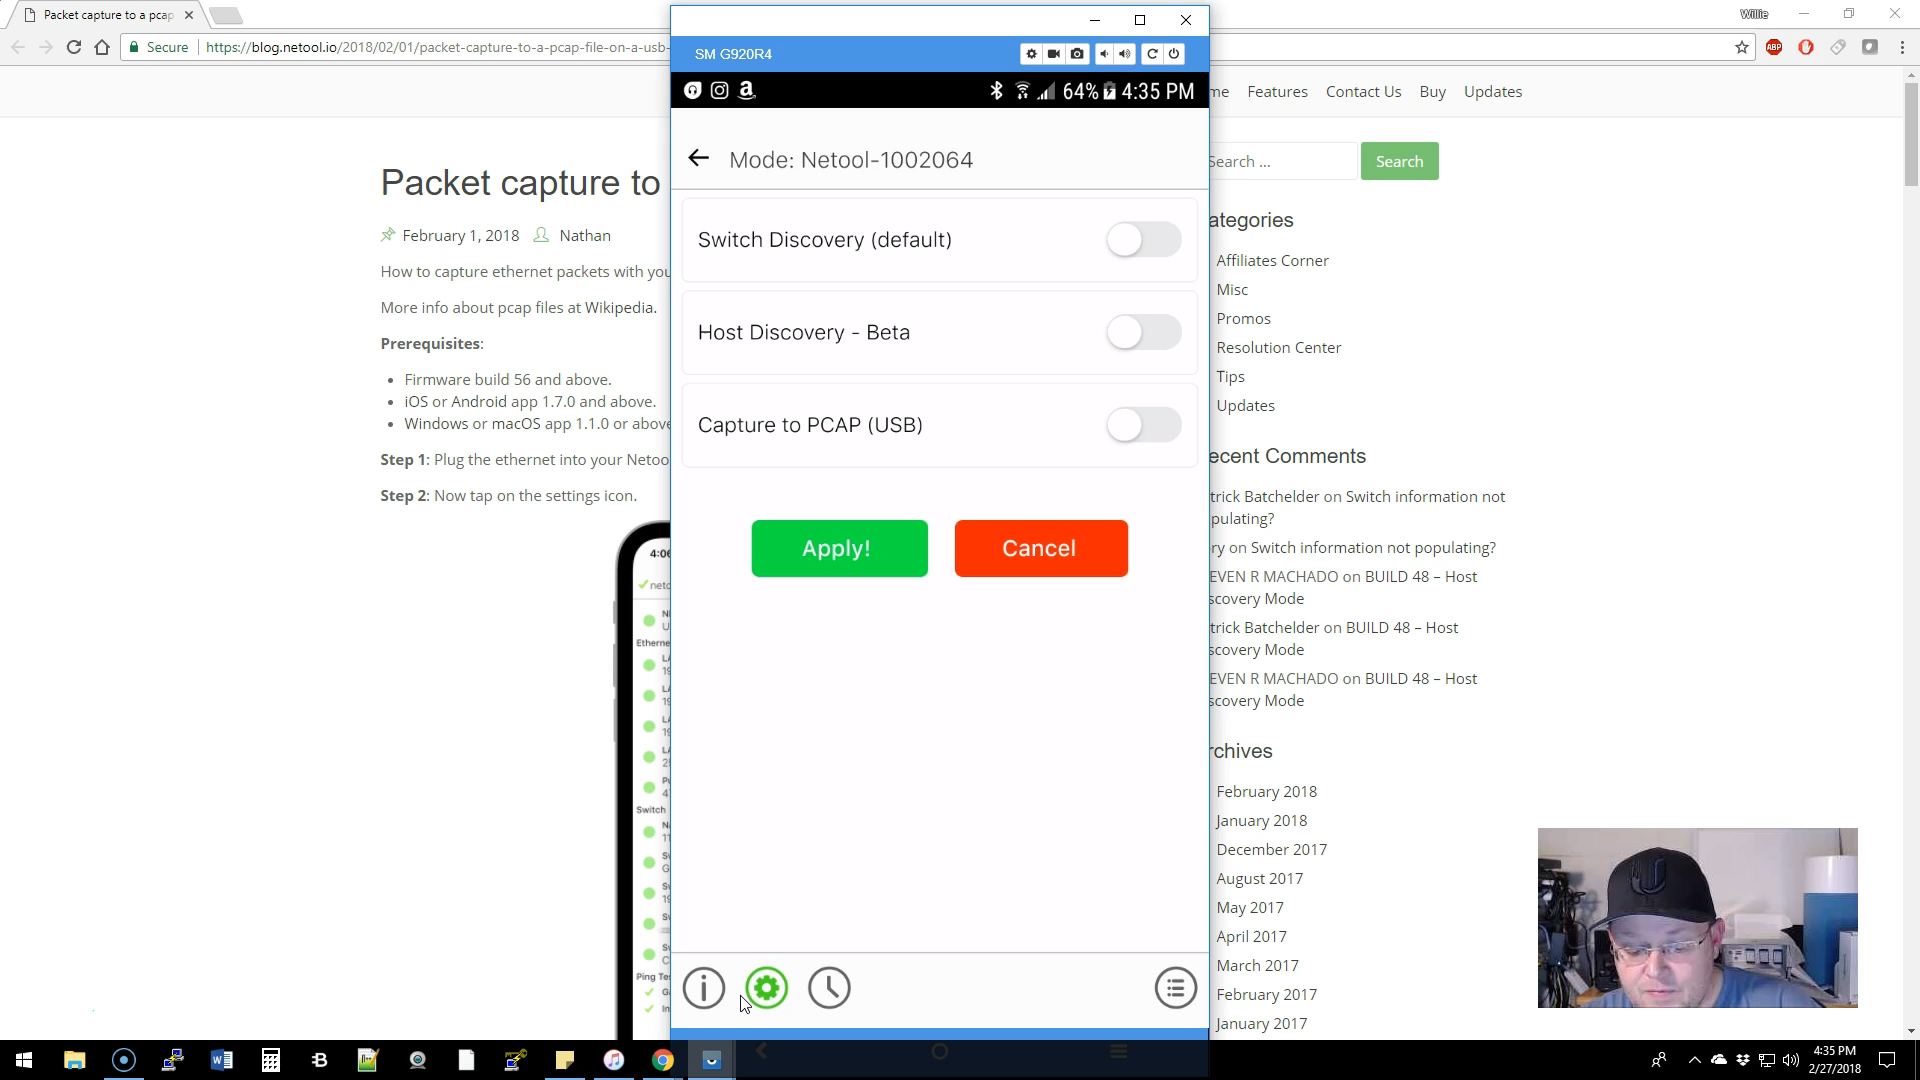 Packet capture to a pcap
Willie
Secure
https://blog.netool.io/2018/02/01/packet-capture-to-a-pcap-file-on-a-usb-
SM G920R4
64% 4:35 PM
me Features Contact Us Buy Updates
Mode: Netool-1002064
Search ...
Search
Packet capture to
February 1, 2018 Nathan
How to capture ethernet packets with you
More info about pcap files at Wikipedia.
Prerequisites:
Firmware build 56 and above.
iOS or Android app 1.7.0 and above.
Windows or macOS app 1.1.0 or above
Step 1: Plug the ethernet into your Netoo
Step 2: Now tap on the settings icon.
4:06
netc
Etherne
Switch
Ping Te
Switch Discovery (default)
Host Discovery - Beta
Capture to PCAP (USB)
Apply!
Cancel
ategories
Affiliates Corner
Misc
Promos
Resolution Center
Tips
Updates
ecent Comments
trick Batchelder on Switch information not
pulating?
ry on Switch information not populating?
EVEN R MACHADO on BUILD 48 – Host
scovery Mode
trick Batchelder on BUILD 48 – Host
scovery Mode
EVEN R MACHADO on BUILD 48 – Host
scovery Mode
rchives
February 2018
January 2018
December 2017
August 2017
May 2017
April 2017
March 2017
February 2017
January 2017
4:35 PM
2/27/2018